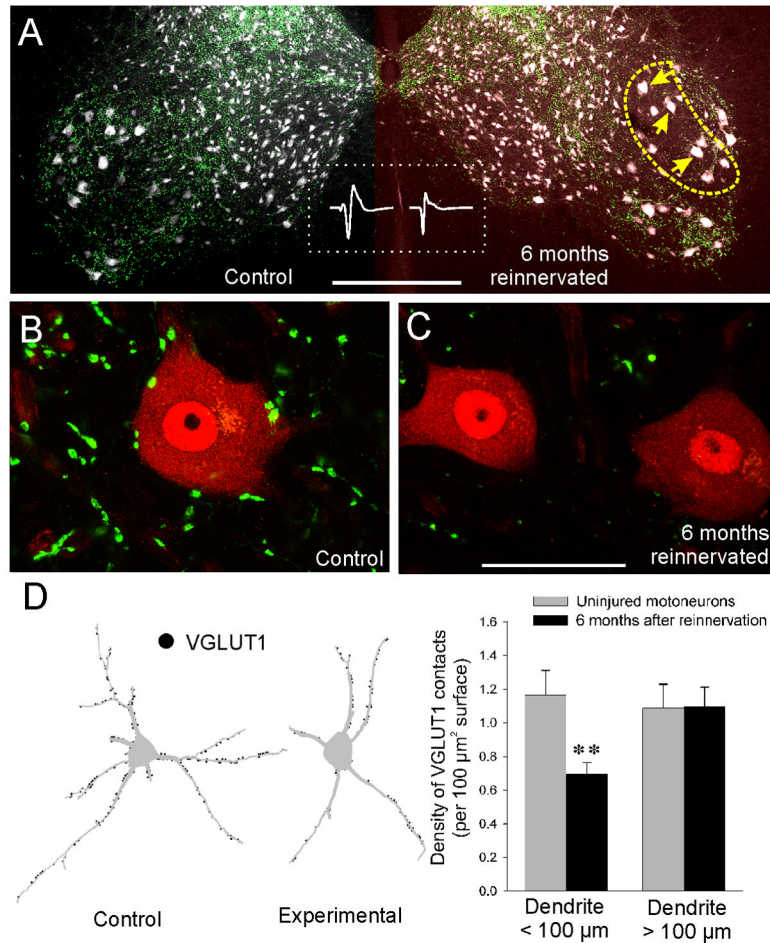 A
Control
6 months
reinnervated
B
Control
C
6 months
reinnervated
D
VGLUT1
Control
Experimental
Uninjured motoneurons
6 months after reinnervation
Density of VGLUT1 contacts
(per 100 µm² surface)
1.6
1.4
1.2
1.0
0.8
0.6
0.4
0.2
0.0
**
Dendrite
< 100 µm
Dendrite
> 100 µm